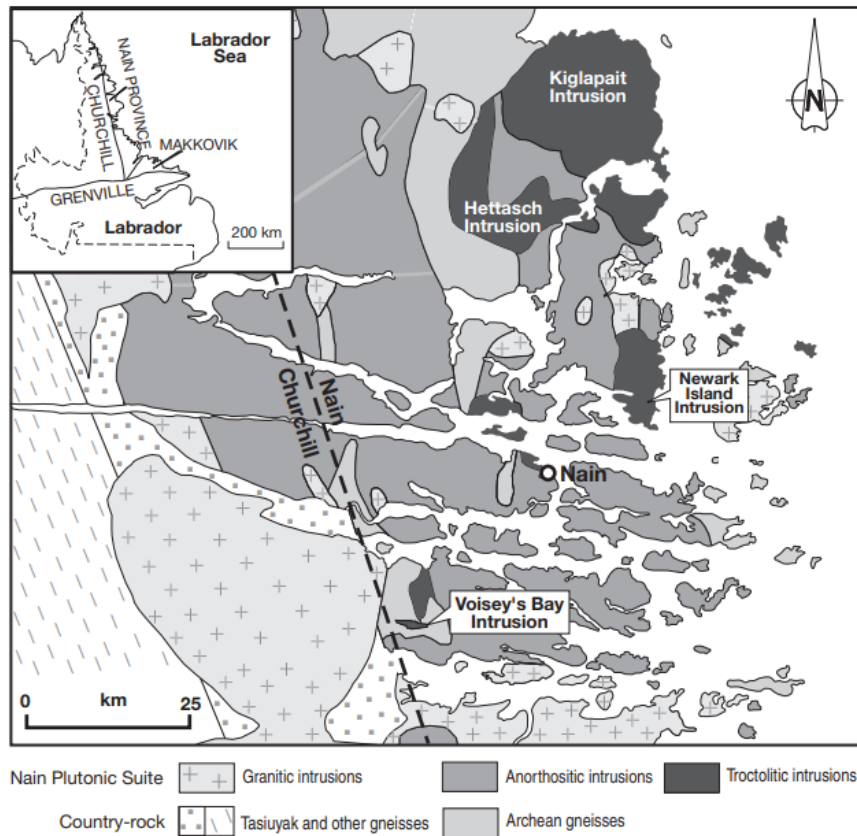 Labrador
Sea
NAIN PROVINCE
CHURCHILL
MAKKOVIK
GRENVILLE
Labrador
200 km
Kiglapait
Intrusion
N
Hettasch
Intrusion
Newark
Island
Intrusion
Nain
Churchill
Nain
Voisey's Bay
Intrusion
0 km 25
Nain Plutonic Suite Granitic intrusions Anorthositic intrusions Troctolitic intrusions
Country-rock Tasiuyak and other gneisses Archean gneisses